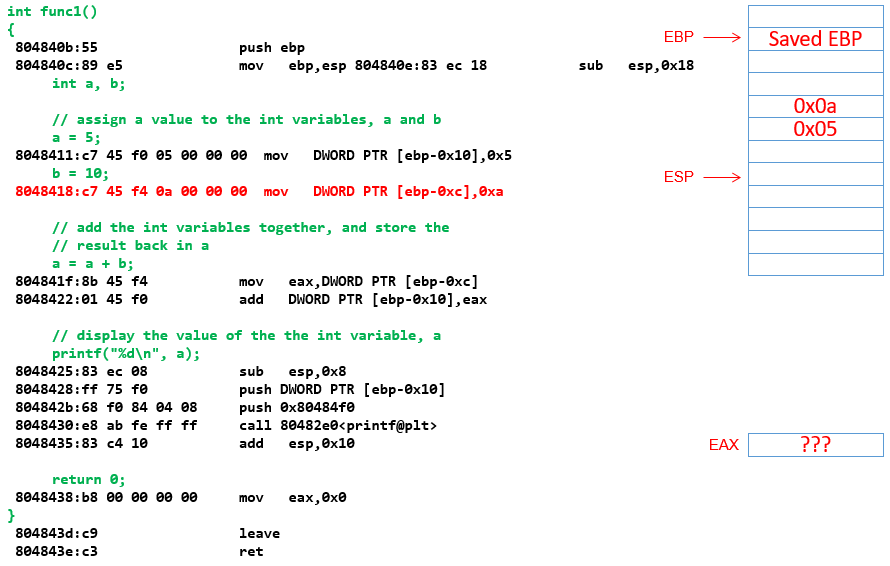 int func1()
{
804840b:55 push ebp EBP Saved EBP
804840c:89 e5 mov ebp,esp 804840e:83 ec 18 sub esp,0x18
int a, b;
0x0a
// assign a value to the int variables, a and b 0x05
a = 5;
8048411:c7 45 f0 05 00 00 00 mov DWORD PTR [ebp-0x10],0x5
b = 10; ESP
8048418:c7 45 f4 0a 00 00 00 mov DWORD PTR [ebp-0xc],0xa
// add the int variables together, and store the
// result back in a
a = a + b;
804841f:8b 45 f4 mov eax,DWORD PTR [ebp-0xc]
8048422:01 45 f0 add DWORD PTR [ebp-0x10],eax
// display the value of the the int variable, a
printf("%d\n", a);
8048425:83 ec 08 sub esp,0x8
8048428:ff 75 f0 push DWORD PTR [ebp-0x10]
804842b:68 f0 84 04 08 push 0x80484f0
8048430:e8 ab fe ff ff call 80482e0<printf@plt>
8048435:83 c4 10 add esp,0x10 EAX ???
return 0;
8048438:b8 00 00 00 00 mov eax,0x0
}
804843d:c9 leave
804843e:c3 ret